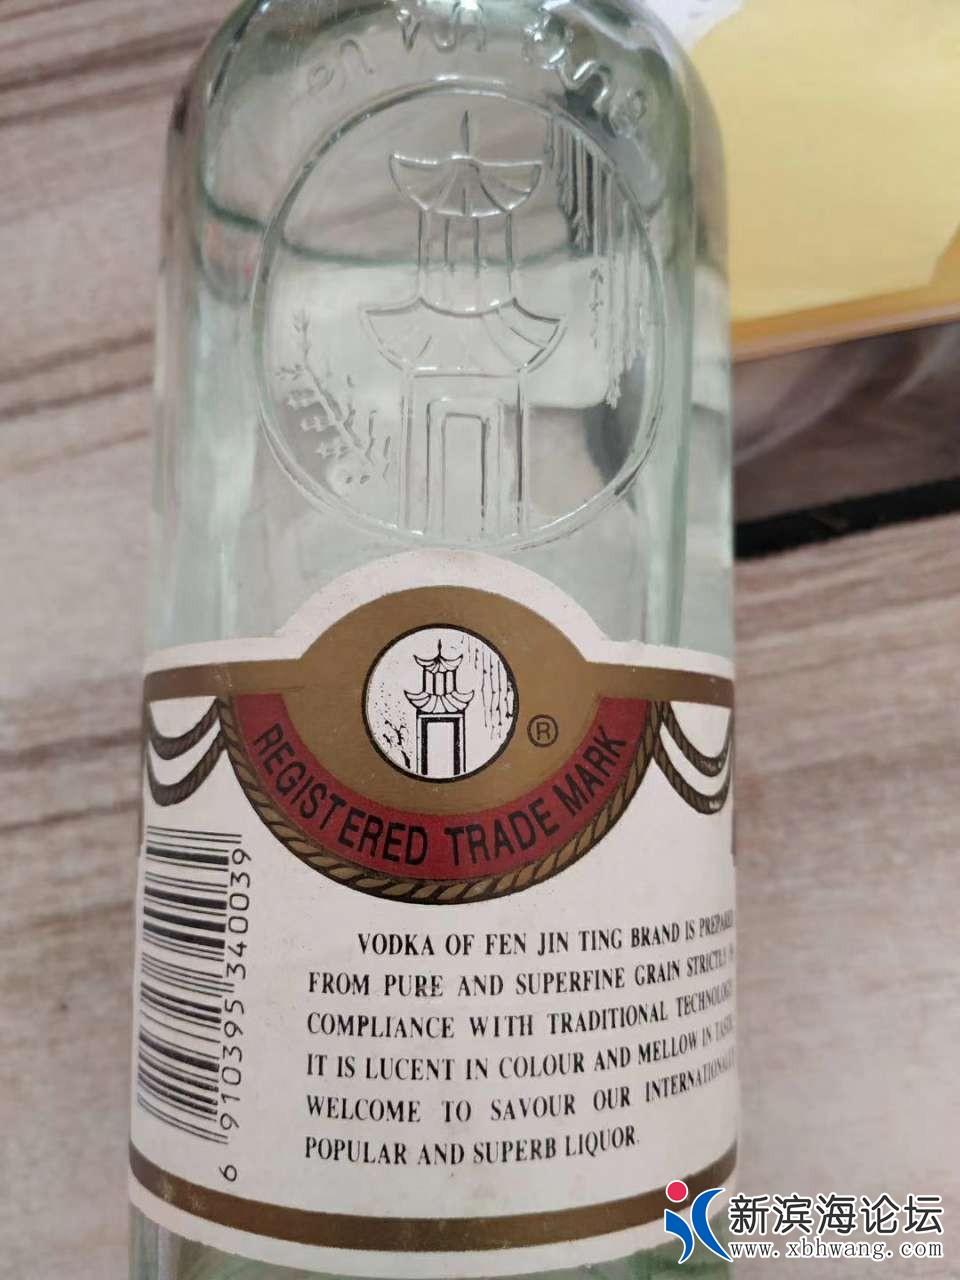 ®
REGISTERED TRADE MARK
6 910395 340039
VODKA OF FEN JIN TING BRAND IS
FROM PURE AND SUPERFINE GRAIN STRICTLY
COMPLIANCE WITH TRADITIONAL
IT IS LUCENT IN COLOUR AND MELLOW IN
WELCOME TO SAVOUR OUR
POPULAR AND SUPERB LIQUOR.
新滨海论坛
www.xbhwang.com